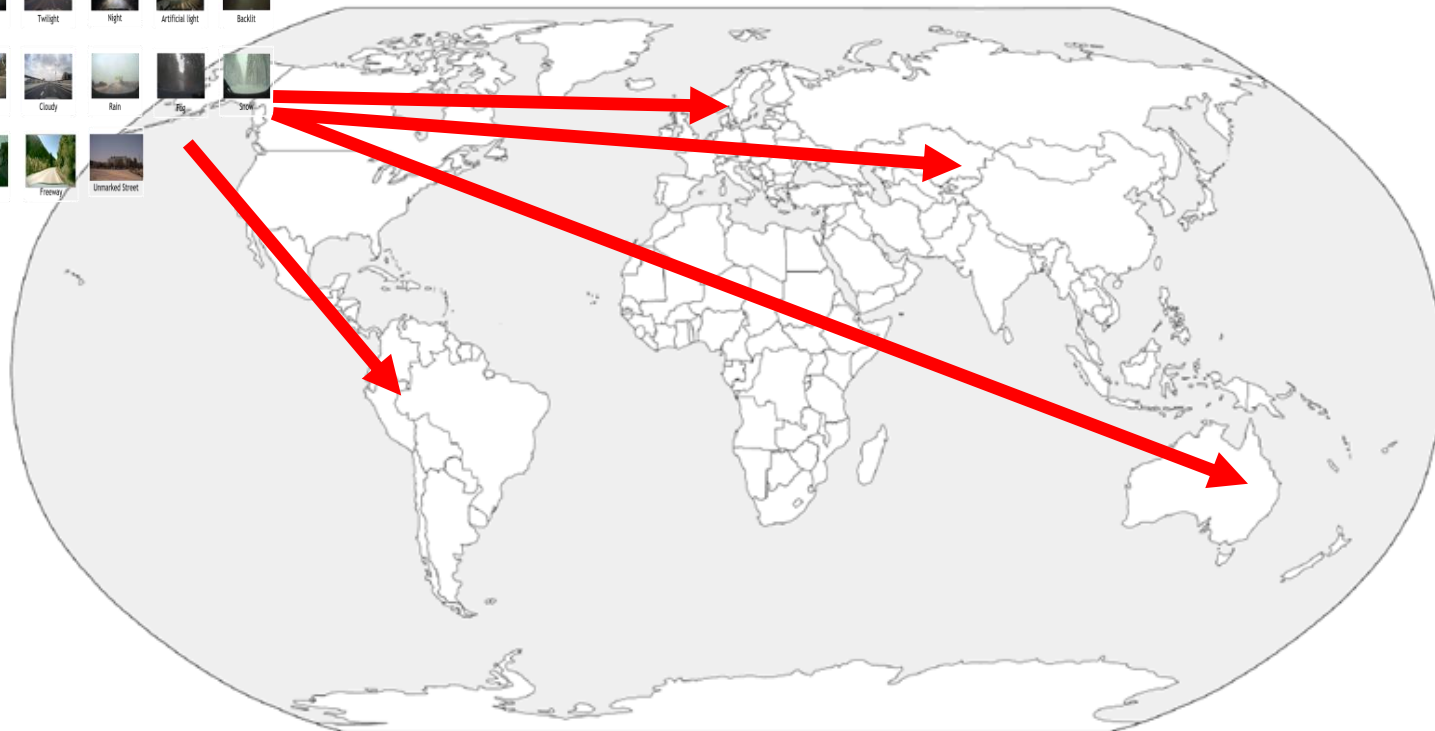 Twilight
Night
Artificial light
Backlit
Cloudy
Rain
Fog
Snow
Freeway
Unmarked Street